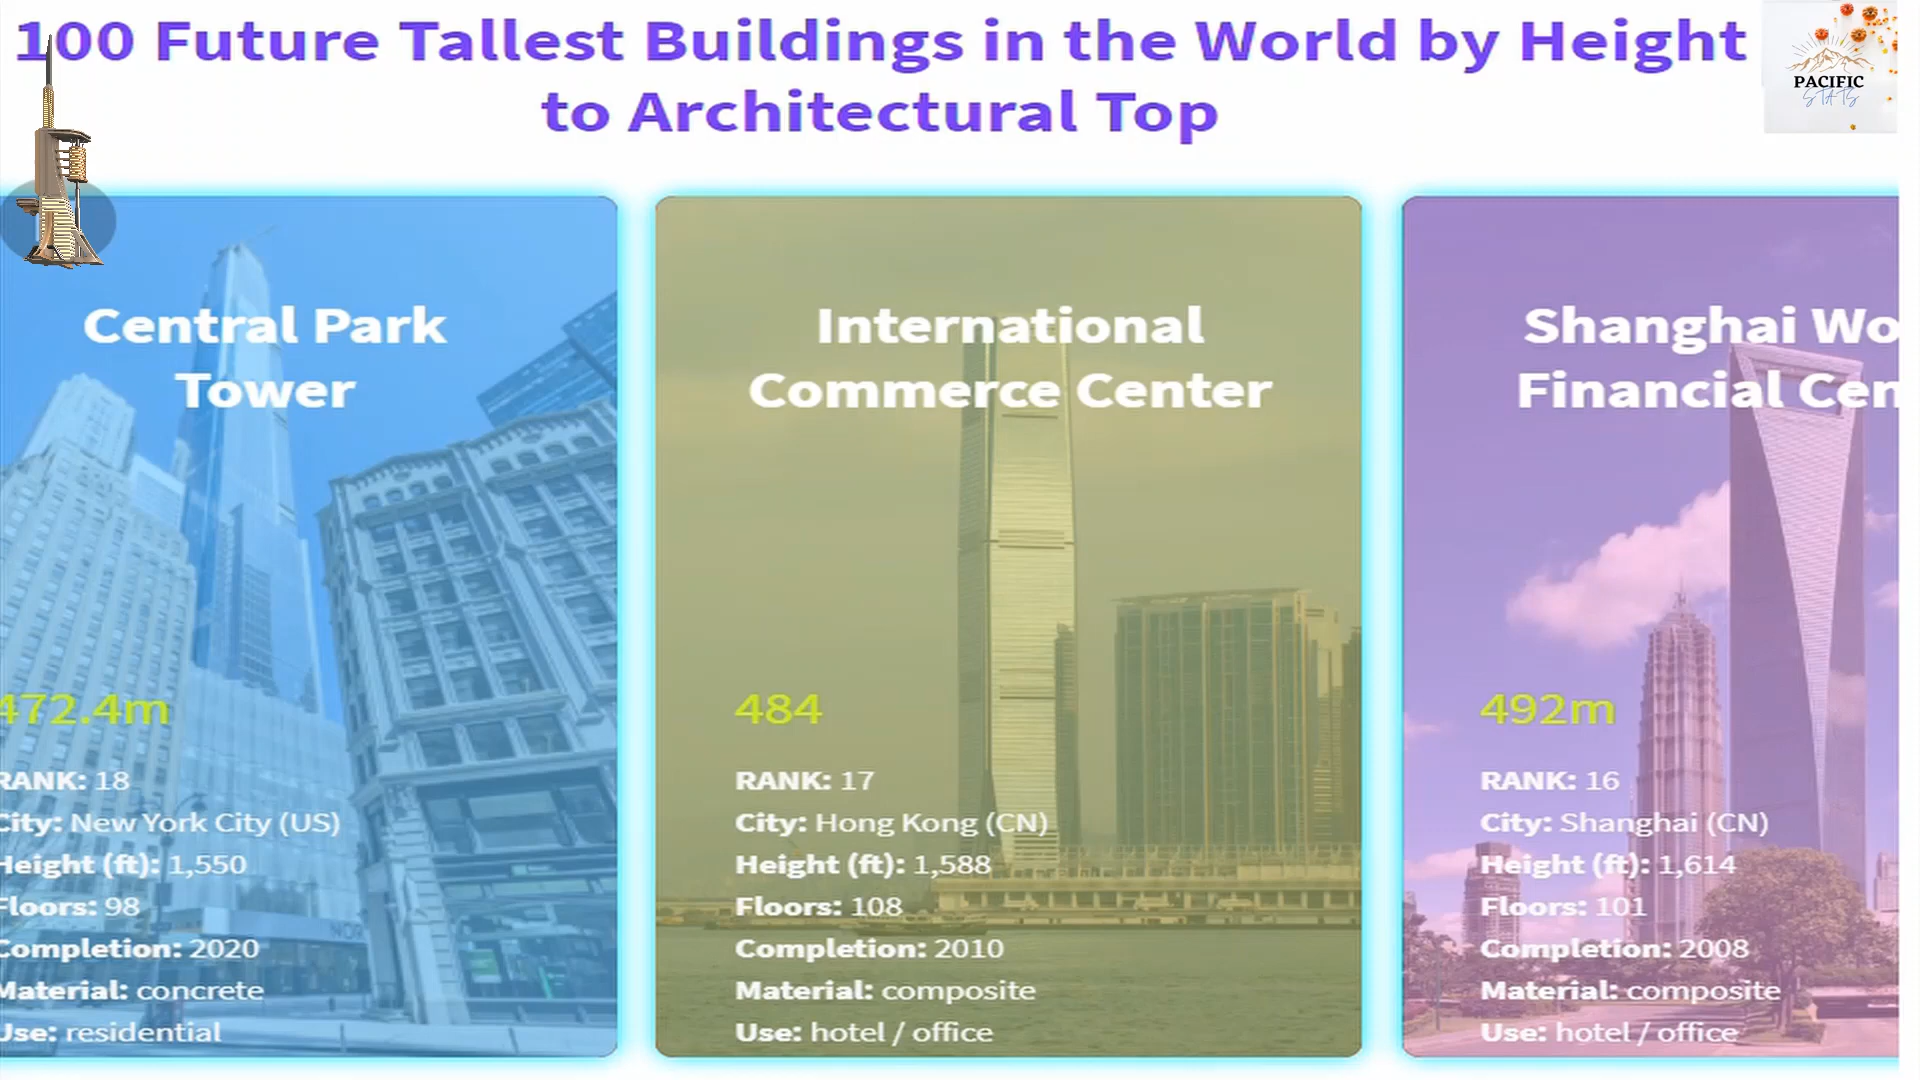 100 Future Tallest Buildings in the World by Height
to Architectural Top
PACIFIC
STATS
Central Park
Tower
472.4m
RANK: 18
City: New York City (US)
Height (ft): 1,550
Floors: 98
Completion: 2020
Material: concrete
Use: residential
International
Commerce Center
484
RANK: 17
City: Hong Kong (CN)
Height (ft): 1,588
Floors: 108
Completion: 2010
Material: composite
Use: hotel / office
Shanghai Wo
Financial Cen
492m
RANK: 16
City: Shanghai (CN)
Height (ft): 1,614
Floors: 101
Completion: 2008
Material: composite
Use: hotel / office